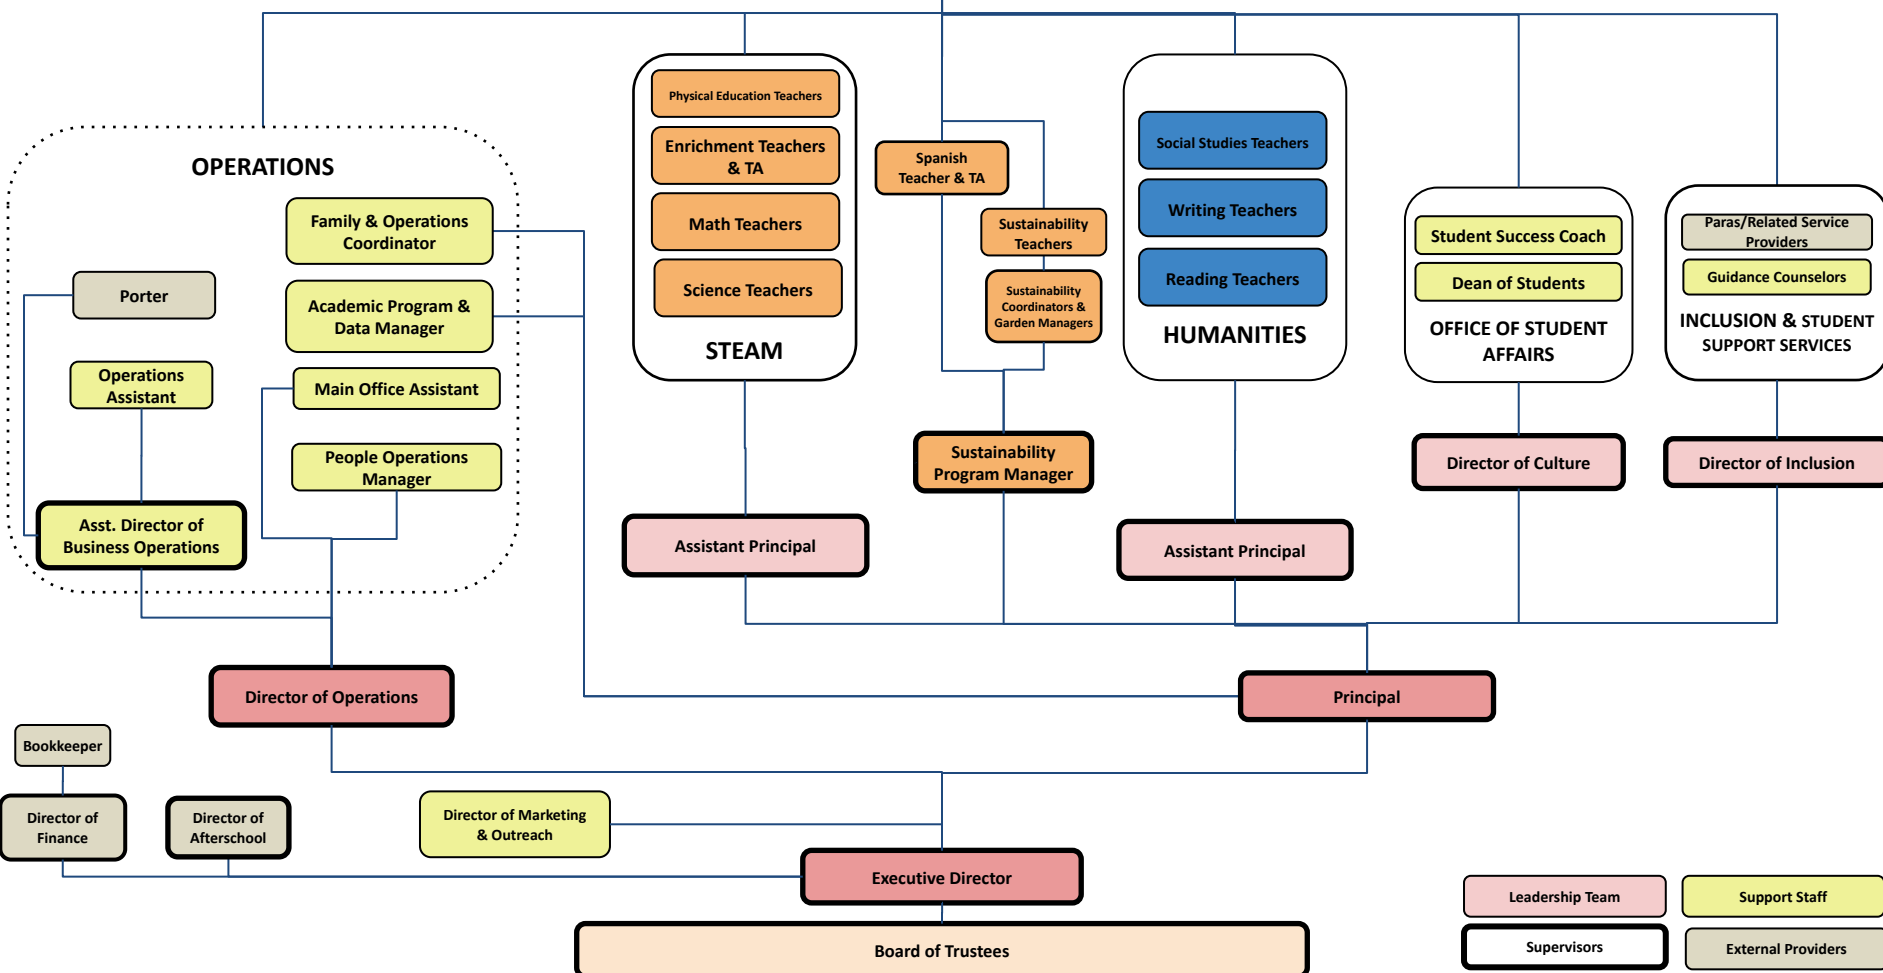 OPERATIONS
Family & Operations
Coordinator
Porter
Academic Program &
Data Manager
Operations
Assistant
Main Office Assistant
People Operations
Manager
Asst. Director of
Business Operations
Physical Education Teachers
Enrichment Teachers
& TA
Math Teachers
Science Teachers
STEAM
Spanish
Teacher & TA
Sustainability
Teachers
Sustainability
Coordinators &
Garden Managers
Sustainability
Program Manager
Social Studies Teachers
Writing Teachers
Reading Teachers
HUMANITIES
Student Success Coach
Dean of Students
OFFICE OF STUDENT
AFFAIRS
Paras/Related Service
Providers
Guidance Counselors
INCLUSION & STUDENT
SUPPORT SERVICES
Director of Culture
Director of Inclusion
Assistant Principal
Assistant Principal
Director of Operations
Principal
Bookkeeper
Director of
Finance
Director of
Afterschool
Director of Marketing
& Outreach
Executive Director
Board of Trustees
Leadership Team
Support Staff
Supervisors
External Providers